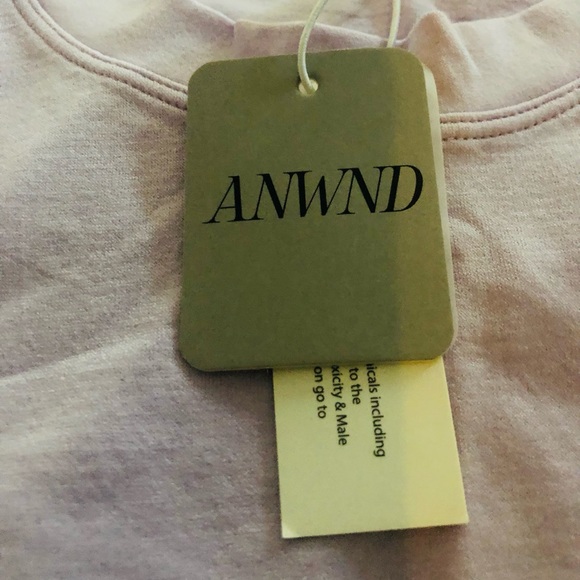 ANWND
icals including
to the
xicity & Male
on go to